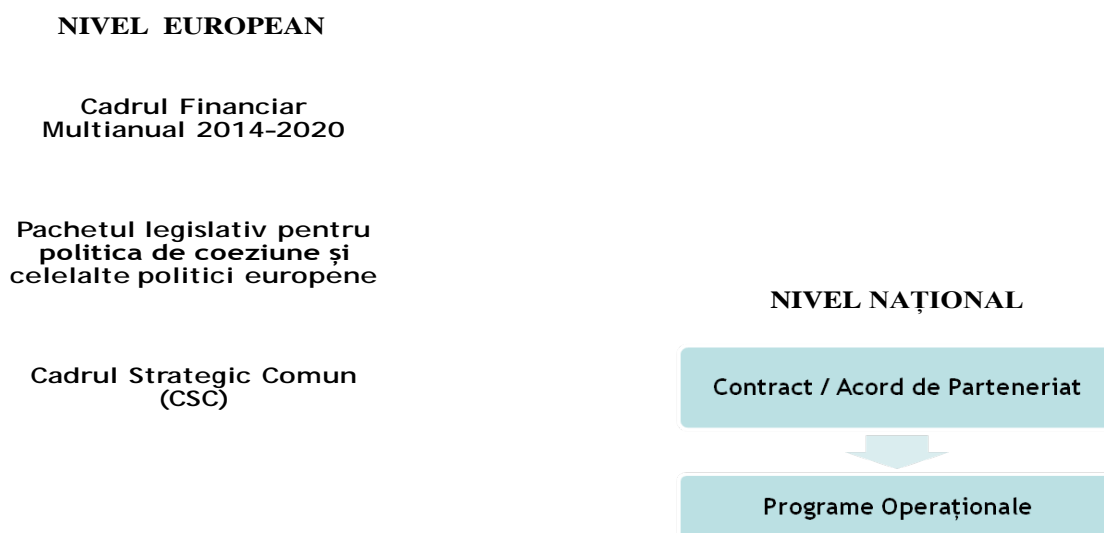 NIVEL EUROPEAN
Cadrul Financiar
Multianual 2014-2020
Pachetul legislativ pentru
politica de coeziune și
celelalte politici europene
Cadrul Strategic Comun
(CSC)
NIVEL NAȚIONAL
Contract / Acord de Parteneriat
Programe Operaționale